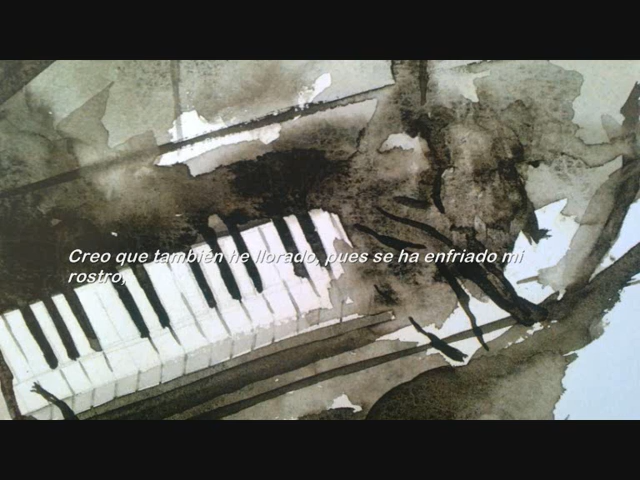 Creo que también he llorado, pues se ha enfriado mi
rostro,